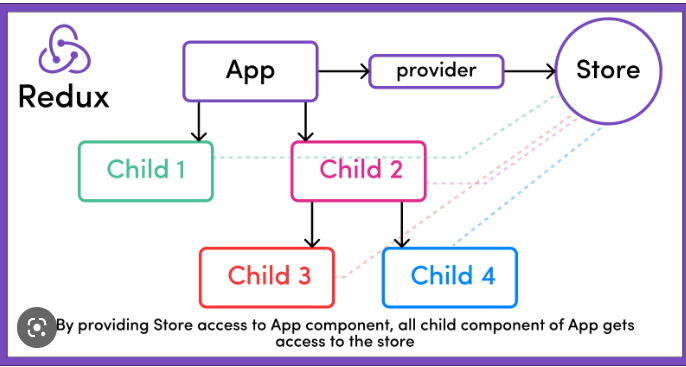 Redux
App
provider
Store
Child 1
Child 2
Child 3
Child 4
By providing Store access to App component, all child component of App gets
access to the store